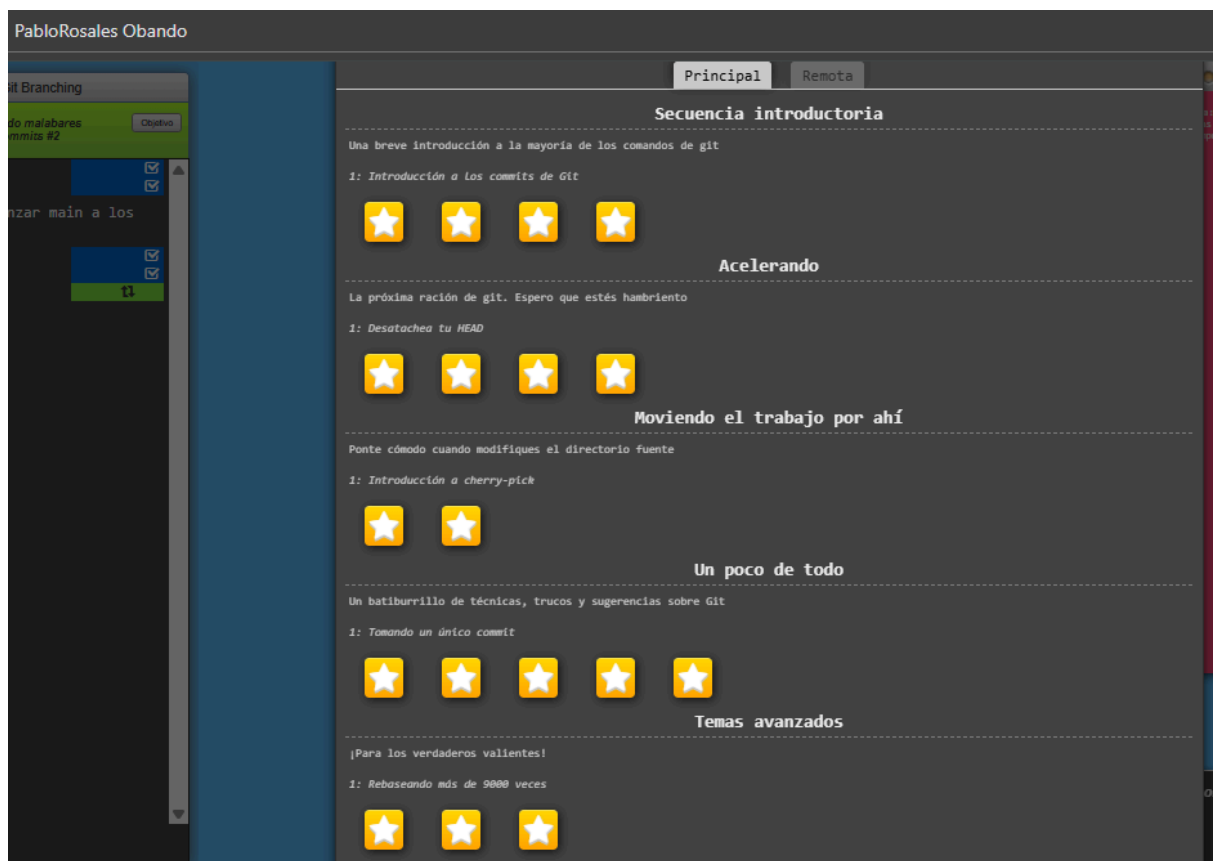 PabloRosales Obando
Git Branching
do malabares
ommits #2
Objetivo
nzar main a los
Principal
Remota
Secuencia introductoria
Una breve introducción a la mayoría de los comandos de git
1: Introducción a los commits de Git
Acelerando
La próxima ración de git. Espero que estés hambriento
1: Desatachea tu HEAD
Moviendo el trabajo por ahí
Ponte cómodo cuando modifiques el directorio fuente
1: Introducción a cherry-pick
Un poco de todo
Un batiburrillo de técnicas, trucos y sugerencias sobre Git
1: Tomando un único commit
Temas avanzados
¡Para los verdaderos valientes!
1: Rebaseando más de 9000 veces